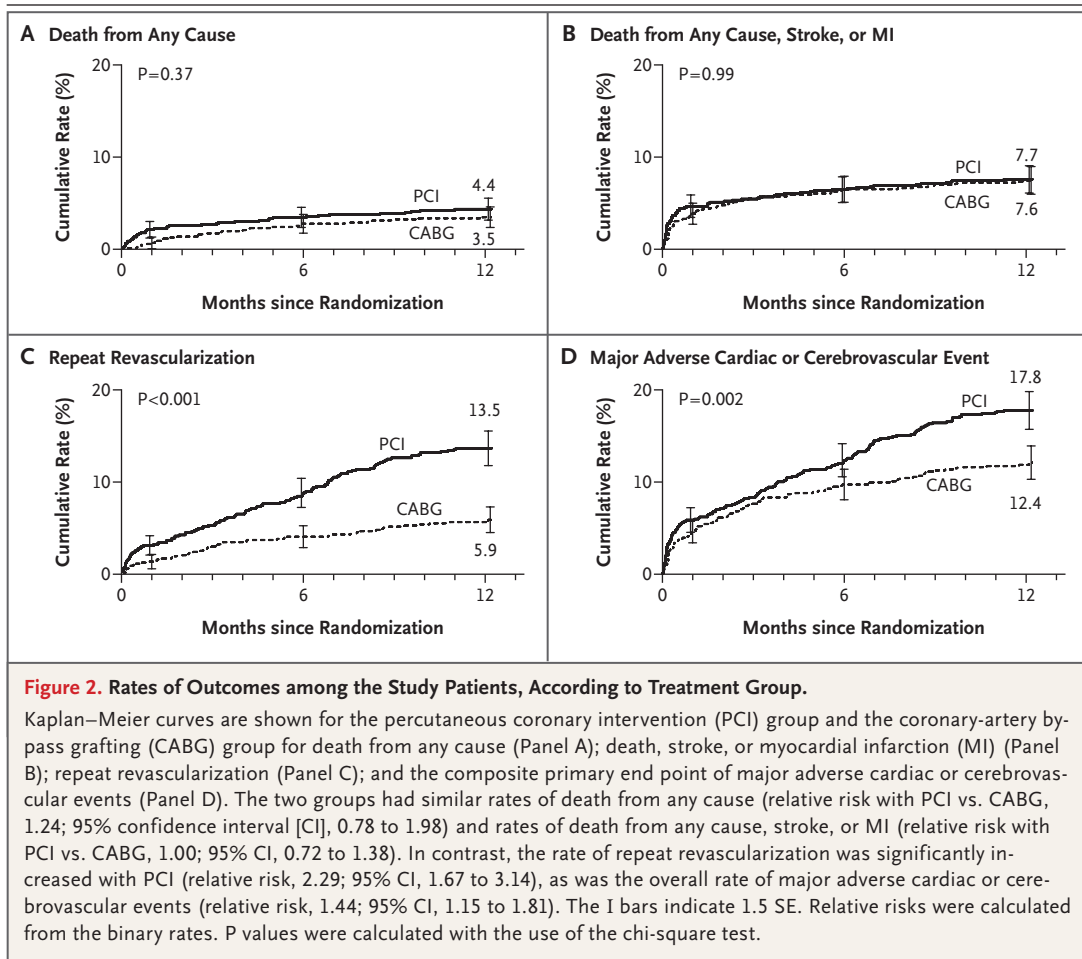 A Death from Any Cause
20
P=0.37
Cumulative Rate (%)
10
0
4.4
PCI
CABG
3.5
0 6 12
Months since Randomization
B Death from Any Cause, Stroke, or MI
20
P=0.99
Cumulative Rate (%)
10
0
7.7
PCI
CABG
7.6
0 6 12
Months since Randomization
C Repeat Revascularization
20
P<0.001
Cumulative Rate (%)
10
0
13.5
PCI
CABG
5.9
0 6 12
Months since Randomization
D Major Adverse Cardiac or Cerebrovascular Event
20
P=0.002
Cumulative Rate (%)
10
0
17.8
PCI
CABG
12.4
0 6 12
Months since Randomization
Figure 2. Rates of Outcomes among the Study Patients, According to Treatment Group.
Kaplan–Meier curves are shown for the percutaneous coronary intervention (PCI) group and the coronary-artery by-
pass grafting (CABG) group for death from any cause (Panel A); death, stroke, or myocardial infarction (MI) (Panel
B); repeat revascularization (Panel C); and the composite primary end point of major adverse cardiac or cerebrovas-
cular events (Panel D). The two groups had similar rates of death from any cause (relative risk with PCI vs. CABG,
1.24; 95% confidence interval [CI], 0.78 to 1.98) and rates of death from any cause, stroke, or MI (relative risk with
PCI vs. CABG, 1.00; 95% CI, 0.72 to 1.38). In contrast, the rate of repeat revascularization was significantly in-
creased with PCI (relative risk, 2.29; 95% CI, 1.67 to 3.14), as was the overall rate of major adverse cardiac or cere-
brovascular events (relative risk, 1.44; 95% CI, 1.15 to 1.81). The I bars indicate 1.5 SE. Relative risks were calculated
from the binary rates. P values were calculated with the use of the chi-square test.